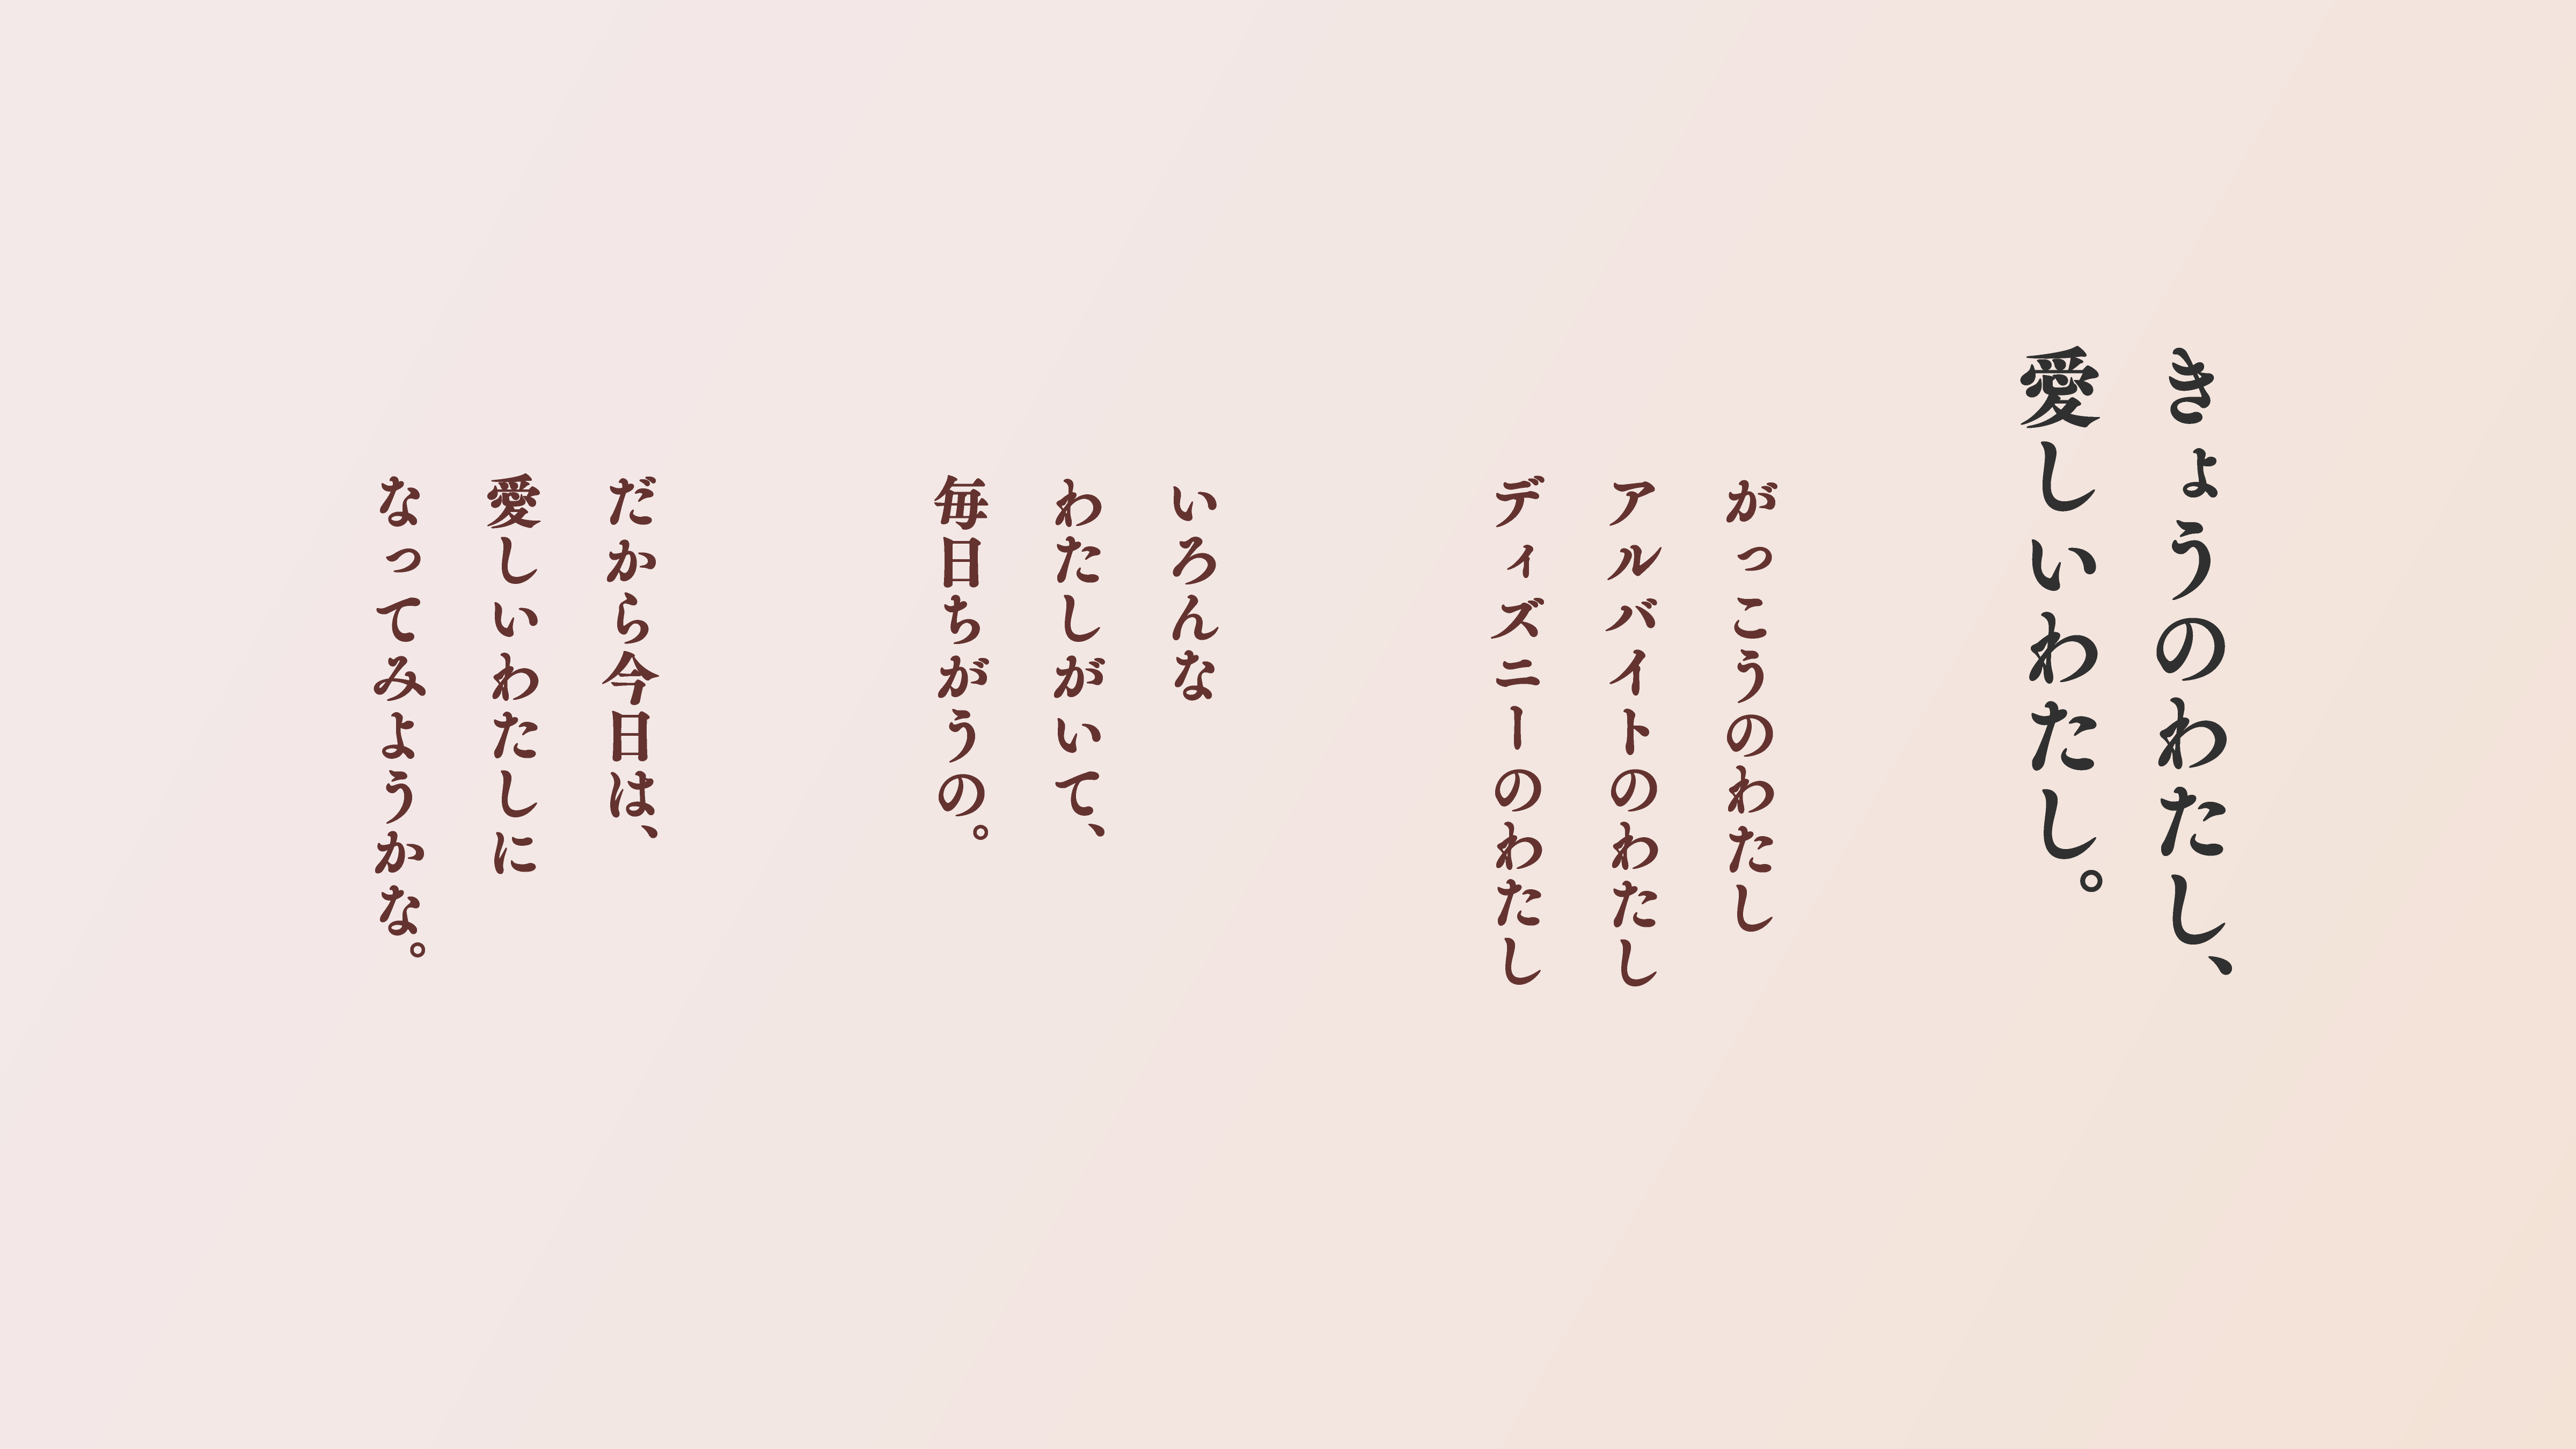 きょうのわたし、
愛しいわたし。
がっこうのわたし
アルバイトのわたし
ディズニーのわたし
いろんな
わたしがいて、
毎日ちがうの。
だから今日は、
愛しいわたしに
なってみようかな。